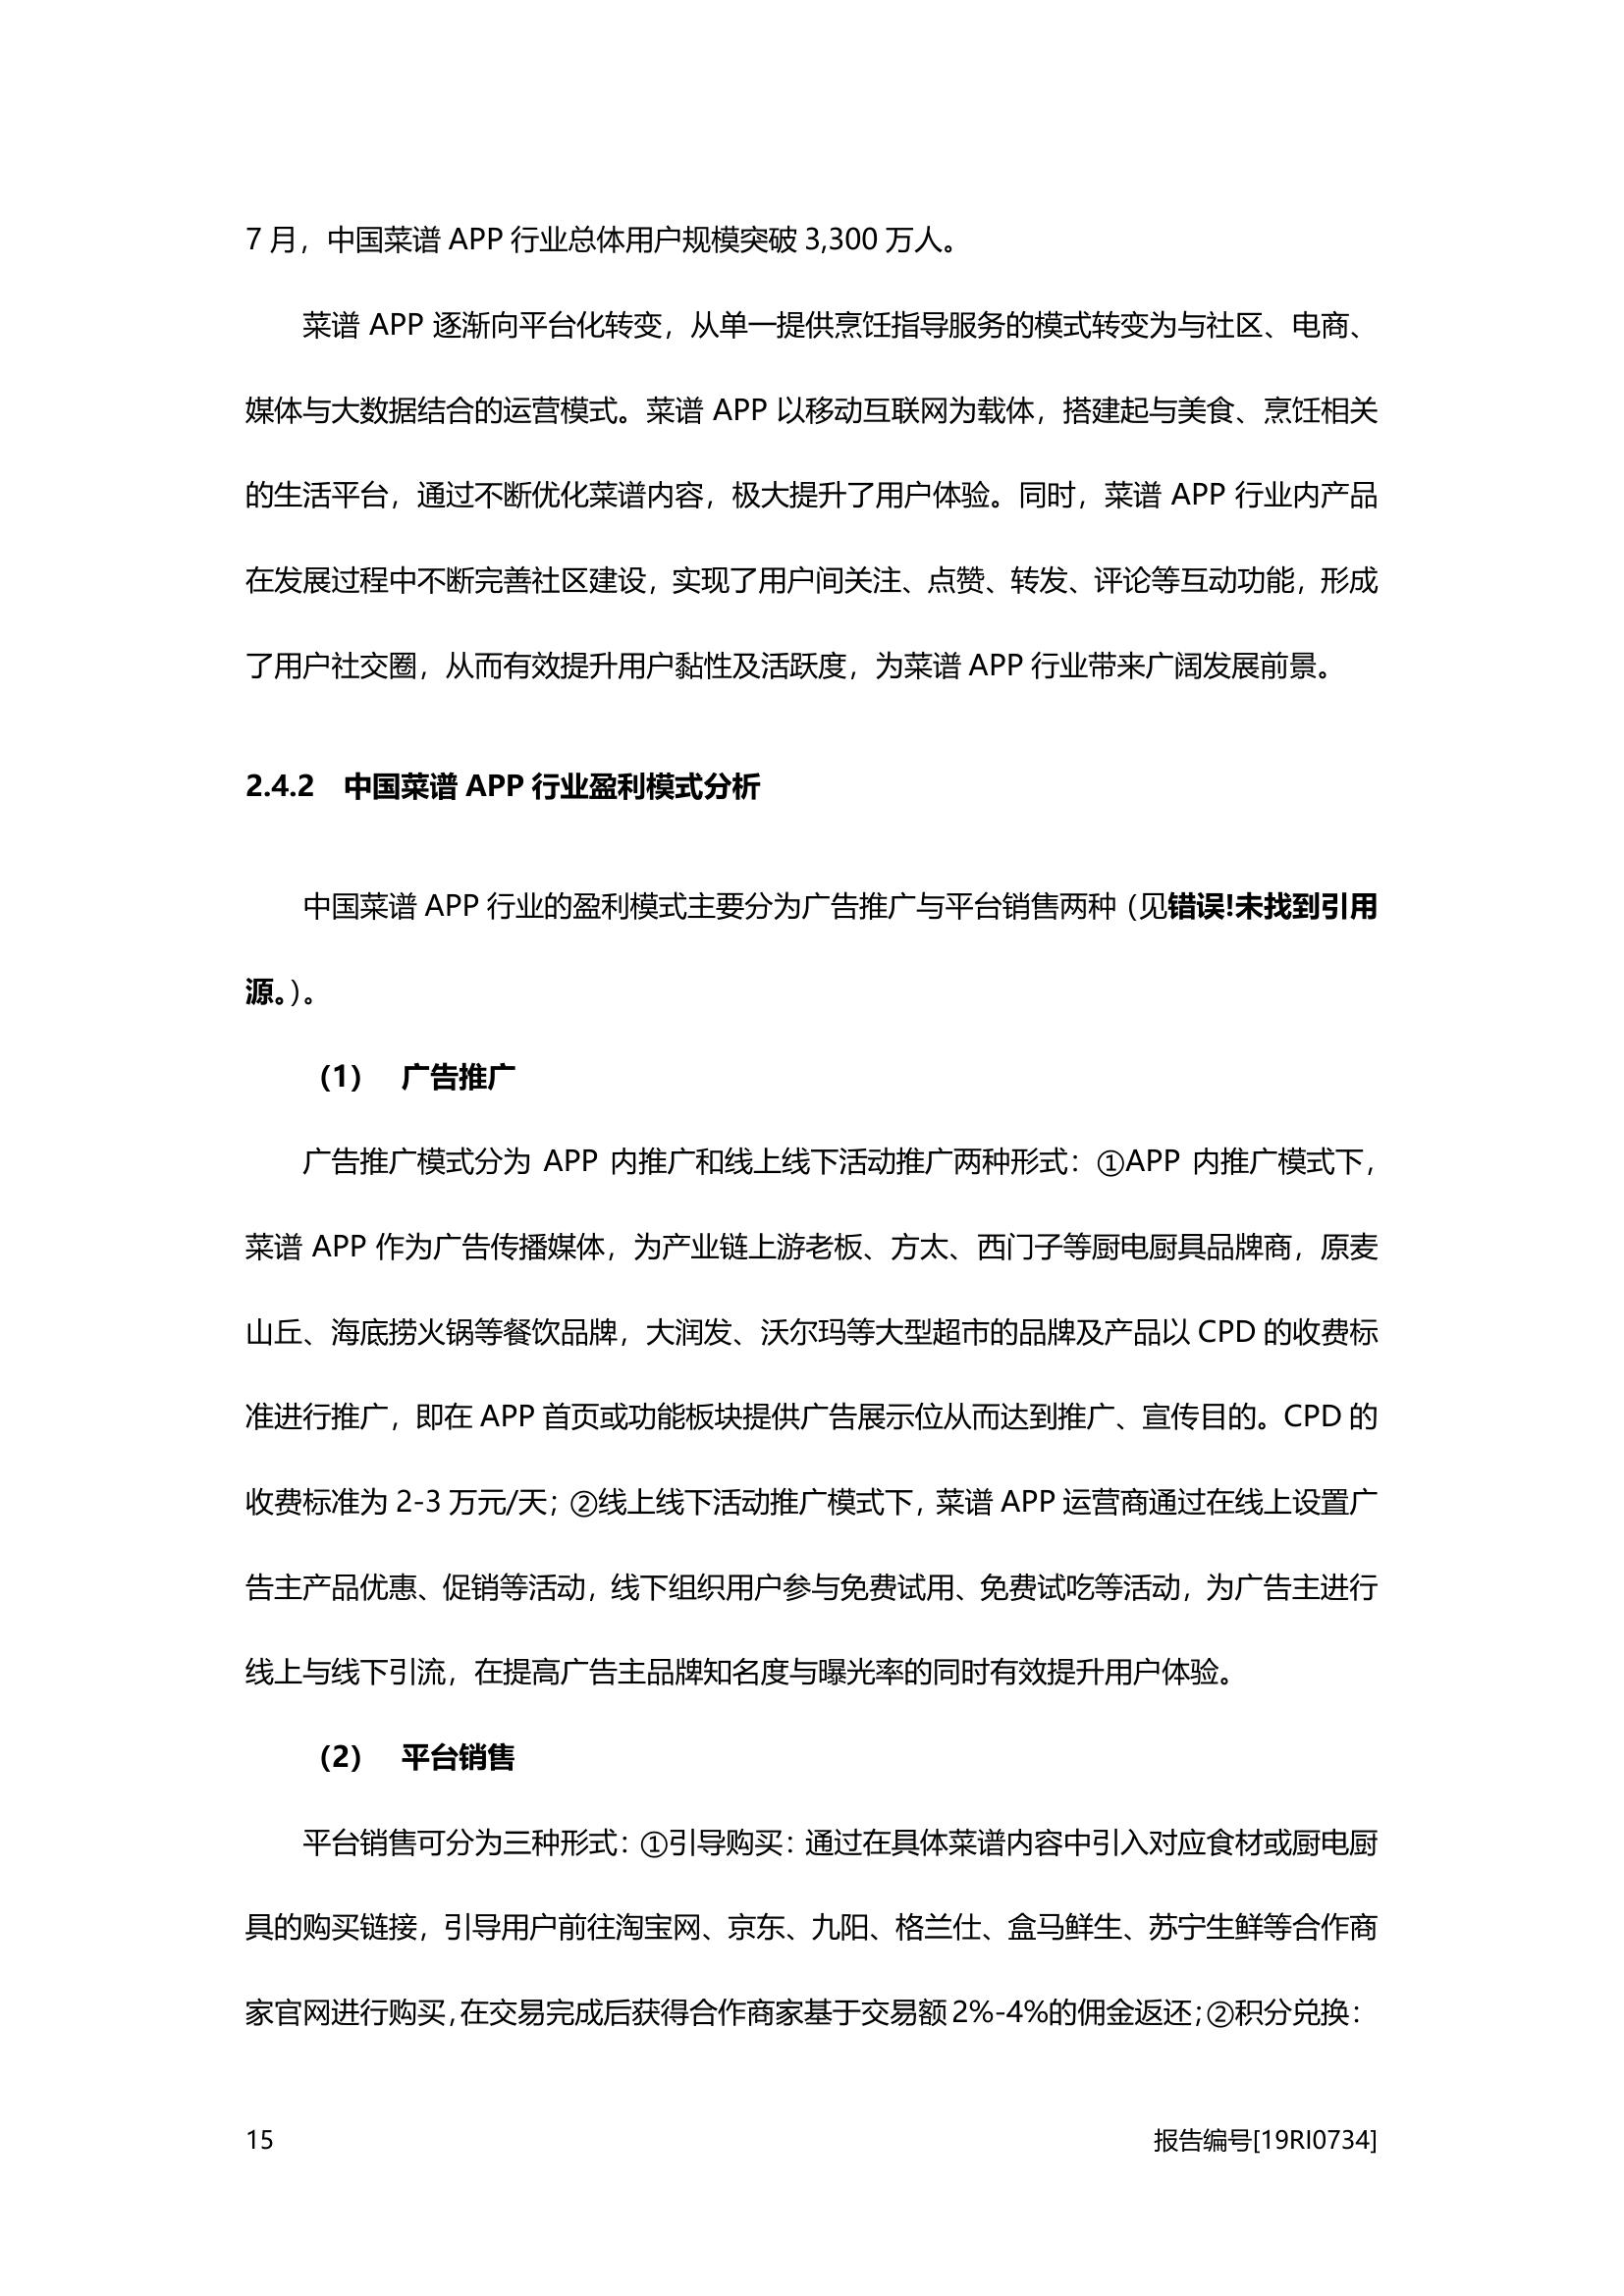 7 月，中国菜谱 APP 行业总体用户规模突破 3,300 万人。
菜谱 APP 逐渐向平台化转变，从单一提供烹饪指导服务的模式转变为与社区、电商、
媒体与大数据结合的运营模式。菜谱 APP 以移动互联网为载体，搭建起与美食、烹饪相关
的生活平台，通过不断优化菜谱内容，极大提升了用户体验。同时，菜谱 APP 行业内产品
在发展过程中不断完善社区建设，实现了用户间关注、点赞、转发、评论等互动功能，形成
了用户社交圈，从而有效提升用户黏性及活跃度，为菜谱 APP 行业带来广阔发展前景。
2.4.2 中国菜谱 APP 行业盈利模式分析
中国菜谱 APP 行业的盈利模式主要分为广告推广与平台销售两种（见错误!未找到引用
源。）。
（1） 广告推广
广告推广模式分为 APP 内推广和线上线下活动推广两种形式：①APP 内推广模式下，
菜谱 APP 作为广告传播媒体，为产业链上游老板、方太、西门子等厨电厨具品牌商，原麦
山丘、海底捞火锅等餐饮品牌，大润发、沃尔玛等大型超市的品牌及产品以 CPD 的收费标
准进行推广，即在 APP 首页或功能板块提供广告展示位从而达到推广、宣传目的。CPD 的
收费标准为 2-3 万元/天；②线上线下活动推广模式下，菜谱 APP 运营商通过在线上设置广
告主产品优惠、促销等活动，线下组织用户参与免费试用、免费试吃等活动，为广告主进行
线上与线下引流，在提高广告主品牌知名度与曝光率的同时有效提升用户体验。
（2） 平台销售
平台销售可分为三种形式：①引导购买：通过在具体菜谱内容中引入对应食材或厨电厨
具的购买链接，引导用户前往淘宝网、京东、九阳、格兰仕、盒马鲜生、苏宁生鲜等合作商
家官网进行购买，在交易完成后获得合作商家基于交易额 2%-4%的佣金返还；②积分兑换：
15 报告编号[19RI0734]